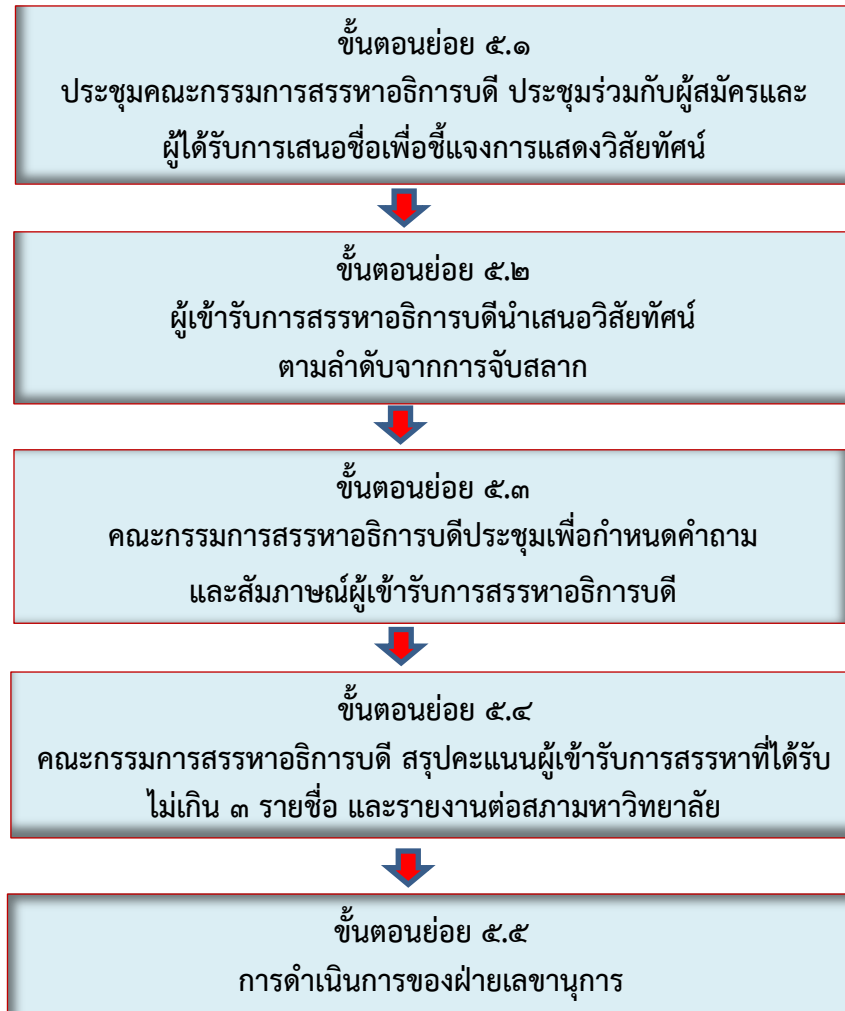 ขั้นตอนย่อย ๕.๑
ประชุมคณะกรรมการสรรหาอธิการบดี ประชุมร่วมกับผู้สมัครและ
ผู้ได้รับการเสนอชื่อเพื่อชี้แจงการแสดงวิสัยทัศน์
ขั้นตอนย่อย ๕.๒
ผู้เข้ารับการสรรหาอธิการบดีนำเสนอวิสัยทัศน์
ตามลำดับจากการจับสลาก
ขั้นตอนย่อย ๕.๓
คณะกรรมการสรรหาอธิการบดีประชุมเพื่อกำหนดคำถาม
และสัมภาษณ์ผู้เข้ารับการสรรหาอธิการบดี
ขั้นตอนย่อย ๕.๔
คณะกรรมการสรรหาอธิการบดี สรุปคะแนนผู้เข้ารับการสรรหาที่ได้รับ
ไม่เกิน ๓ รายชื่อ และรายงานต่อสภามหาวิทยาลัย
ขั้นตอนย่อย ๕.๕
การดำเนินการของฝ่ายเลขานุการ